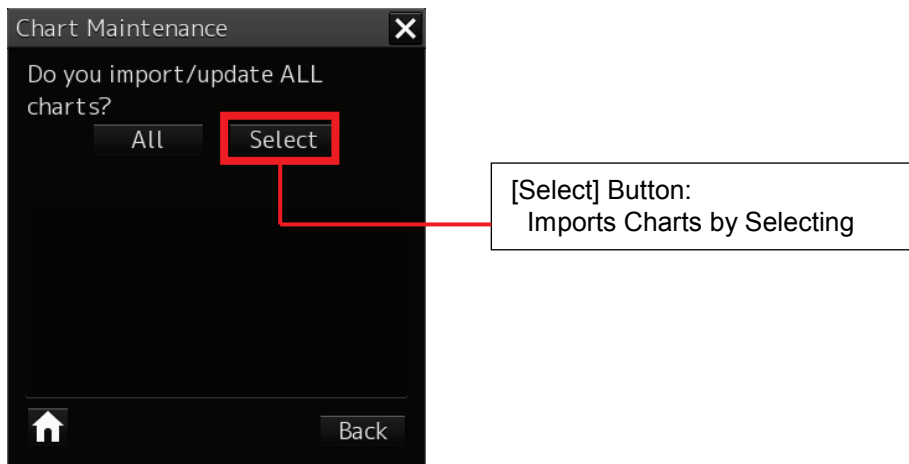 Chart Maintenance
Do you import/update ALL
charts?
All Select
[Select] Button:
Imports Charts by Selecting
Back